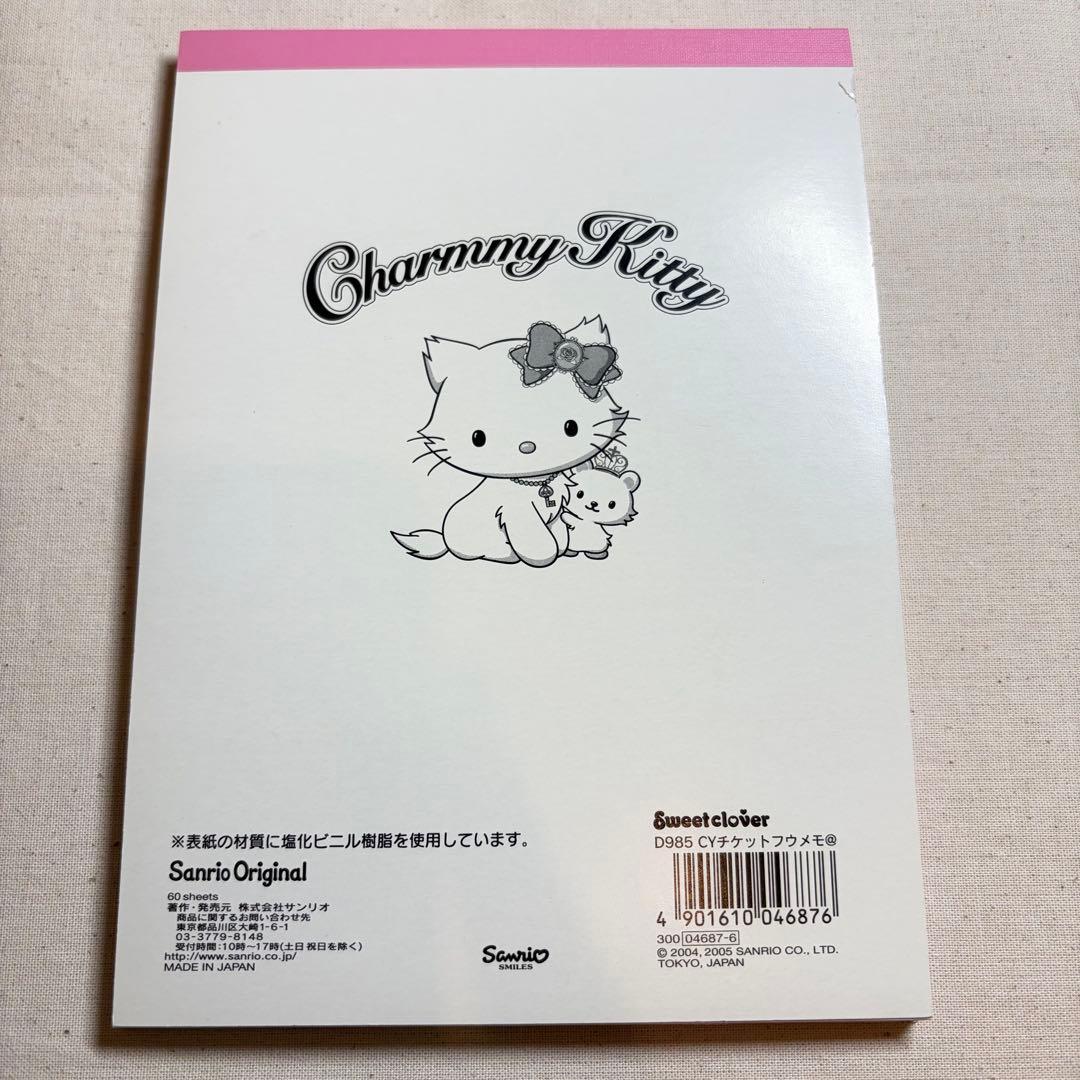 Charmmy Kitty
※表紙の材質に塩化ビニル樹脂を使用しています。
Sanrio Original
60 sheets
著作・発売元 株式会社サンリオ
商品に関するお問い合わせ先
東京都品川区大崎1-6-1
03-3779-8148
受付時間：10時～17時(土日祝日を除く)
http://www.sanrio.co.jp/
MADE IN JAPAN
Sanrio
SMILES
Sweet clover
D985 CYチケットフウメモ@
4 901610 046876
300 04687-6
© 2004, 2005 SANRIO CO., LTD.
TOKYO, JAPAN